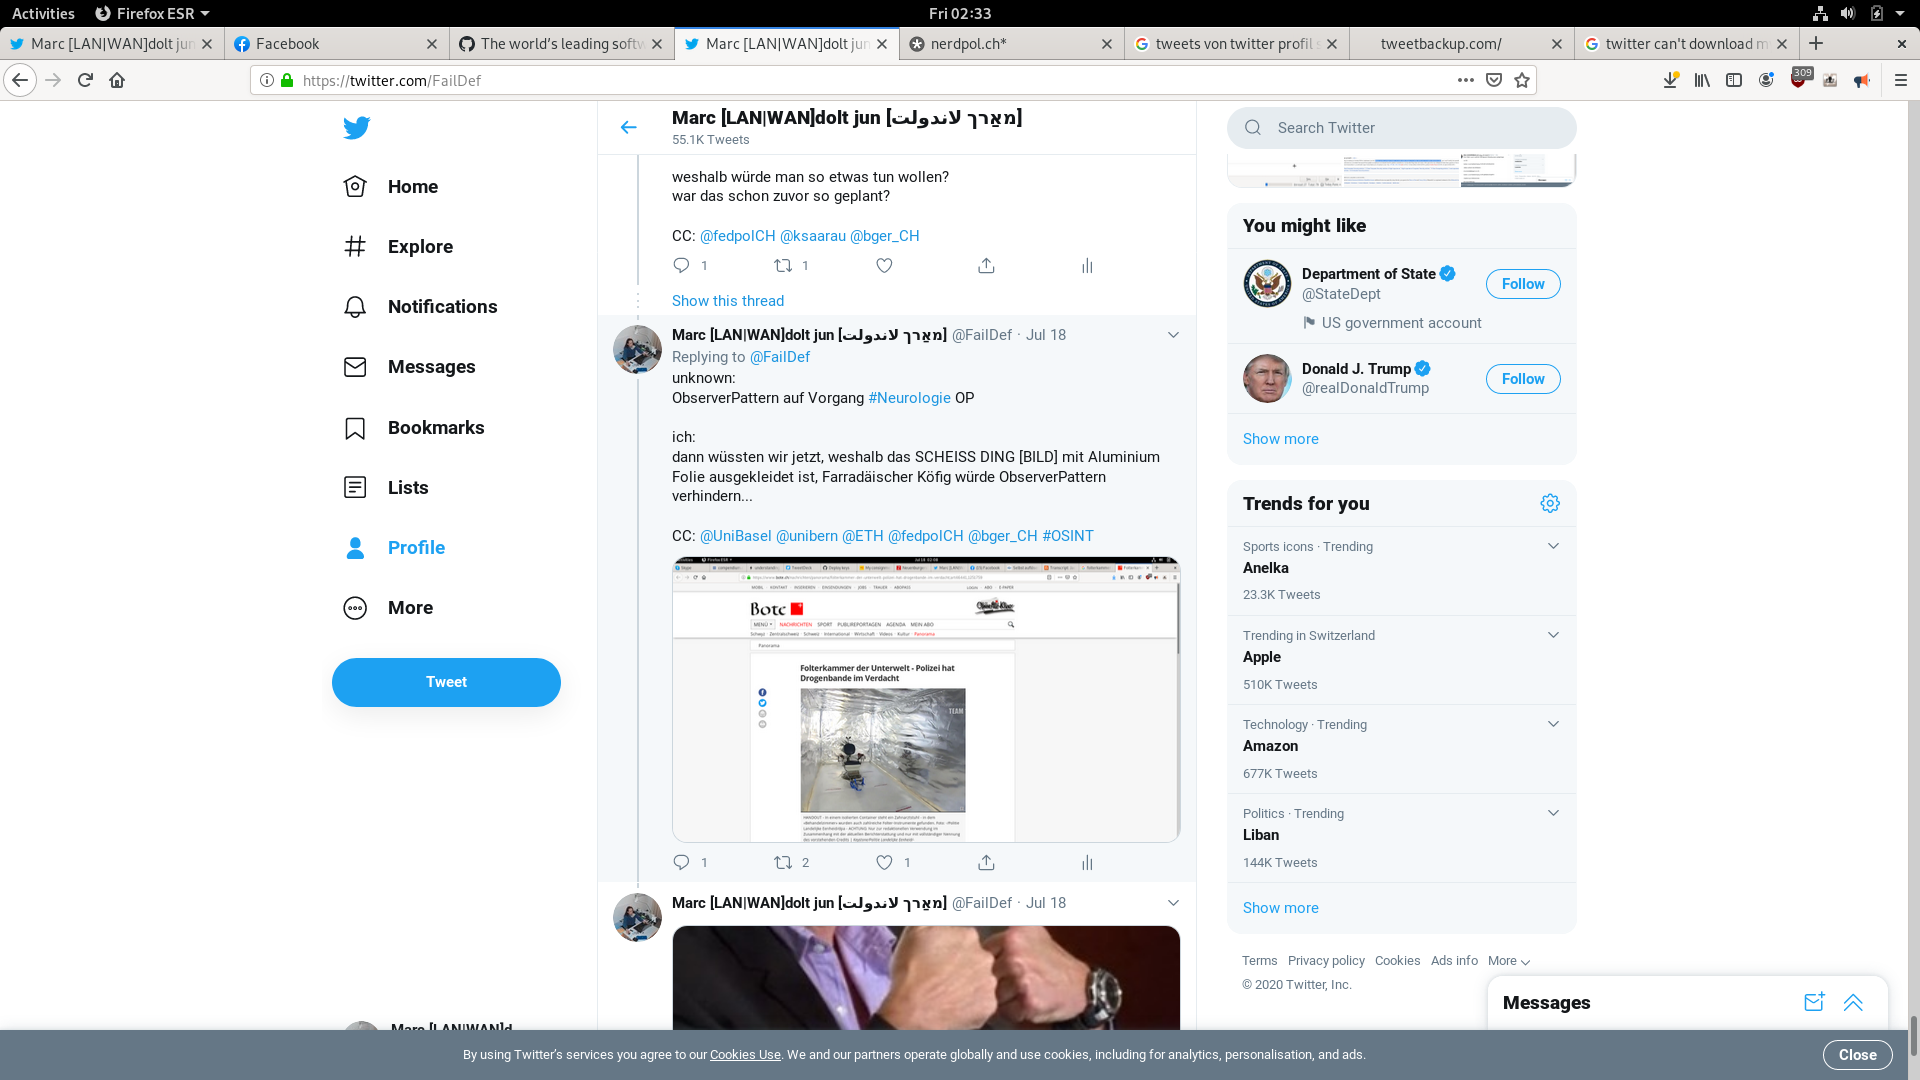 Activities
Firefox ESR
Fri 02:33
Marc [LAN|WAN]dolt jun
Facebook
The world's leading softw
Marc [LAN|WAN]dolt jun
nerdpol.ch*
tweets von twitter profil s
tweetbackup.com/
twitter can't download m
https://twitter.com/FailDef
309
Home
Explore
Notifications
Messages
Bookmarks
Lists
Profile
More
Tweet
Marc [LAN|WAN]d
Marc [LAN|WAN]dolt jun [מאַרך לאנדולת]
55.1K Tweets
weshalb würde man so etwas tun wollen?
war das schon zuvor so geplant?
CC: @fedpolCH @ksaarau @bger_CH
1
1
Show this thread
Marc [LAN|WAN]dolt jun [מאַרך לאנדולת] @FailDef · Jul 18
Replying to @FailDef
unknown:
ObserverPattern auf Vorgang #Neurologie OP
ich:
dann wüssten wir jetzt, weshalb das SCHEISS DING [BILD] mit Aluminium
Folie ausgekleidet ist, Farradäischer Köfig würde ObserverPattern
verhindern...
CC: @UniBasel @unibern @ETH @fedpolCH @bger_CH #OSINT
Bote
NACHRICHTEN SPORT PUBLIREPORTAGEN AGENDA MEIN ABO
Panorama
Folterkammer der Unterwelt - Polizei hat
Drogenbande im Verdacht
TEAM
1
2
1
Marc [LAN|WAN]dolt jun [מאַרך לאנדולת] @FailDef · Jul 18
Search Twitter
You might like
Department of State
@StateDept
Follow
US government account
Donald J. Trump
@realDonaldTrump
Follow
Show more
Trends for you
Sports icons · Trending
Anelka
23.3K Tweets
Trending in Switzerland
Apple
510K Tweets
Technology · Trending
Amazon
677K Tweets
Politics · Trending
Liban
144K Tweets
Show more
Terms Privacy policy Cookies Ads info More
© 2020 Twitter, Inc.
Messages
By using Twitter's services you agree to our Cookies Use. We and our partners operate globally and use cookies, including for analytics, personalisation, and ads.
Close